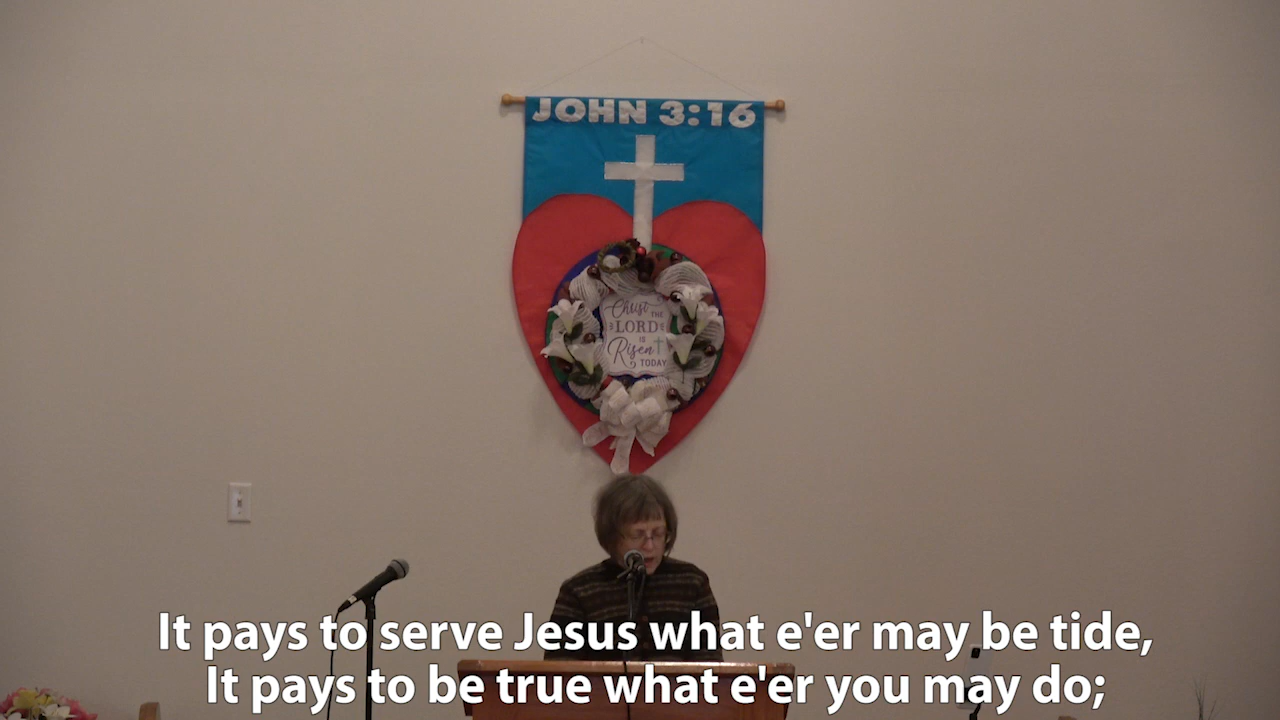 JOHN 3:16
Christ THE
LORD
IS
Risen
TODAY
It pays to serve Jesus what e'er may be tide,
It pays to be true what e'er you may do;